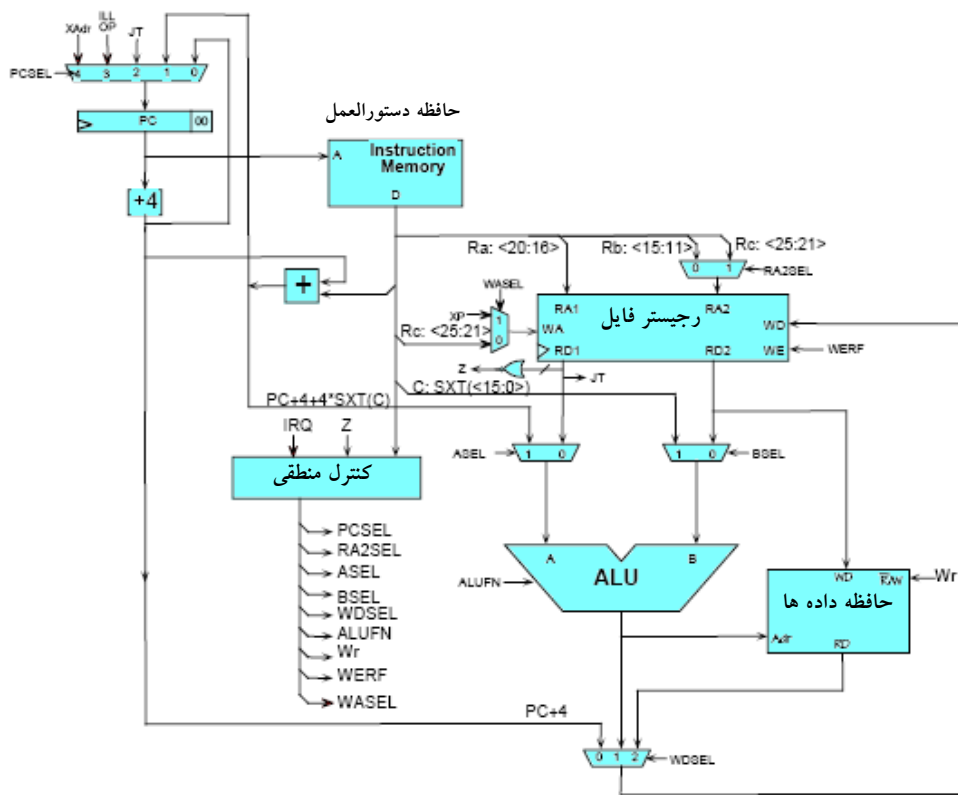 XAdr
ILL
OP
JT
PCSEL
4 3 2 1 0
PC 00
+4
حافظه دستورالعمل
A Instruction
Memory
D
Ra: <20:16>
Rb: <15:11>
Rc: <25:21>
0 1
RA2SEL
+
WASEL
XP
1
0
Rc: <25:21>
RA1 RA2
رجیستر فایل
WA WD
RD1 RD2 WE
WERF
Z
JT
C: SXT(<15:0>)
PC+4+4*SXT(C)
IRQ Z
ASEL
1 0
1 0
BSEL
کنترل منطقی
PCSEL
RA2SEL
ASEL
BSEL
WDSEL
ALUFN
Wr
WERF
WASEL
A B
ALU
ALUFN
WD R/W
Wr
حافظه داده ها
Adr
RD
PC+4
0 1 2
WDSEL